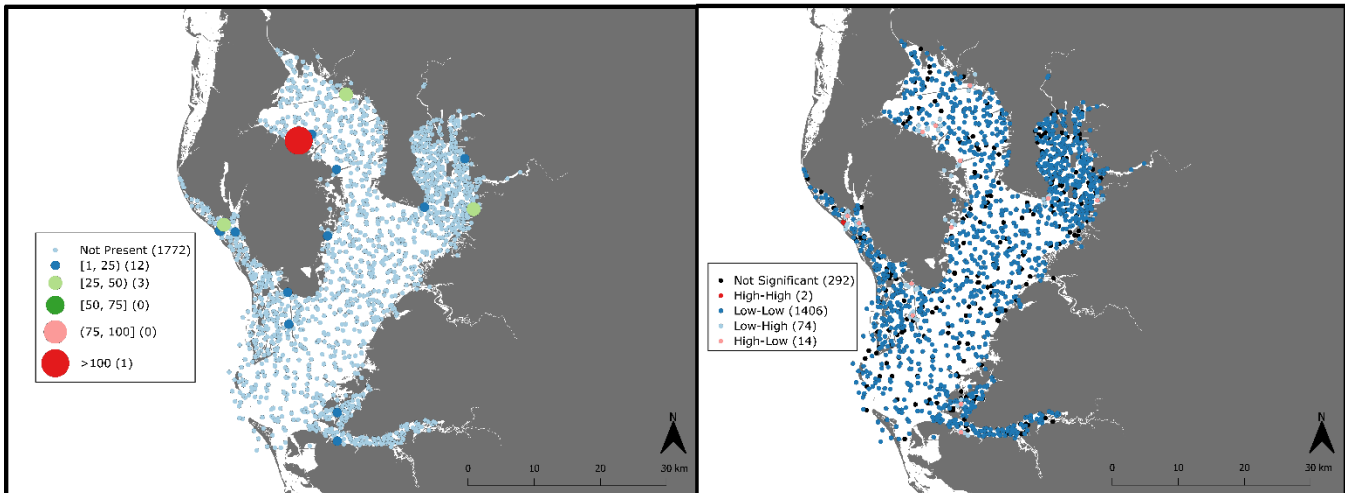 Not Present (1772)
[1, 25) (12)
[25, 50) (3)
[50, 75] (0)
(75, 100] (0)
>100 (1)
N
0 10 20 30 km
Not Significant (292)
High-High (2)
Low-Low (1406)
Low-High (74)
High-Low (14)
N
0 10 20 30 km